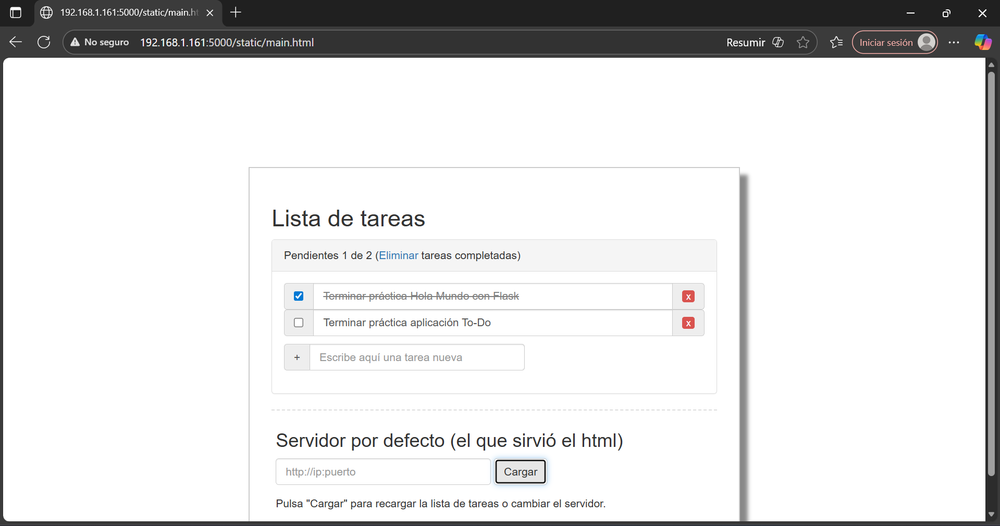 192.168.1.161:5000/static/main.ht
No seguro 192.168.1.161:5000/static/main.html Resumir Iniciar sesión
Lista de tareas
Pendientes 1 de 2 (Eliminar tareas completadas)
Terminar práctica Hola Mundo con Flask x
Terminar práctica aplicación To-Do x
+ Escribe aquí una tarea nueva
Servidor por defecto (el que sirvió el html)
http://ip:puerto Cargar
Pulsa "Cargar" para recargar la lista de tareas o cambiar el servidor.